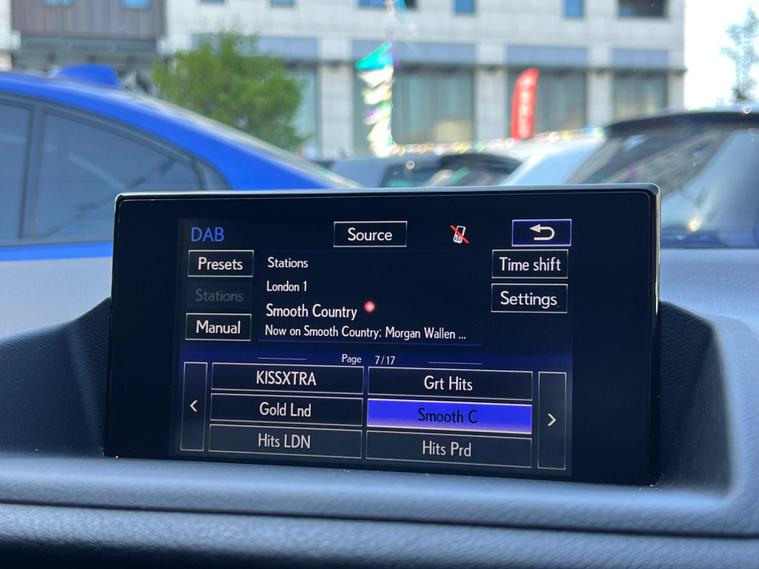 DAB
Source
Presets
Stations
Time shift
Stations
London 1
Settings
Smooth Country
Manual
Now on Smooth Country: Morgan Wallen ...
Page 7/17
KISSXTRA
Grt Hits
Gold Lnd
Smooth C
Hits LDN
Hits Prd